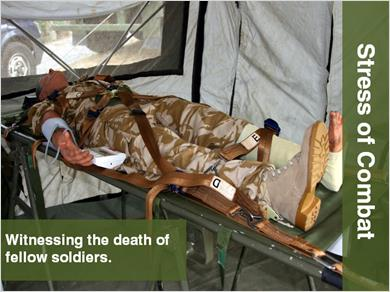 Stress of Combat
Witnessing the death of
fellow soldiers.
G